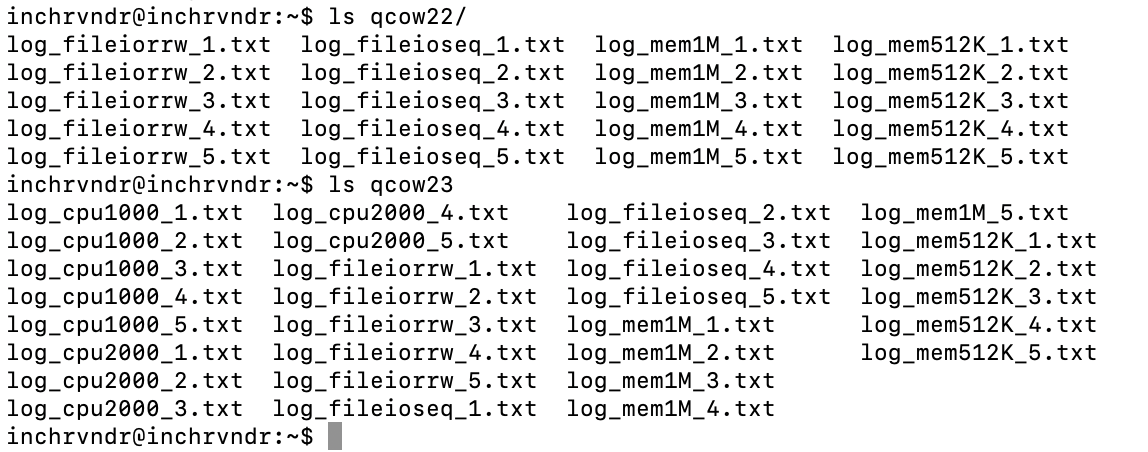 inchrvndr@inchrvndr:~$ ls qcow22/
log_fileiorrw_1.txt  log_fileioseq_1.txt  log_mem1M_1.txt  log_mem512K_1.txt
log_fileiorrw_2.txt  log_fileioseq_2.txt  log_mem1M_2.txt  log_mem512K_2.txt
log_fileiorrw_3.txt  log_fileioseq_3.txt  log_mem1M_3.txt  log_mem512K_3.txt
log_fileiorrw_4.txt  log_fileioseq_4.txt  log_mem1M_4.txt  log_mem512K_4.txt
log_fileiorrw_5.txt  log_fileioseq_5.txt  log_mem1M_5.txt  log_mem512K_5.txt
inchrvndr@inchrvndr:~$ ls qcow23
log_cpu1000_1.txt  log_cpu2000_4.txt    log_fileioseq_2.txt  log_mem1M_5.txt
log_cpu1000_2.txt  log_cpu2000_5.txt    log_fileioseq_3.txt  log_mem512K_1.txt
log_cpu1000_3.txt  log_fileiorrw_1.txt  log_fileioseq_4.txt  log_mem512K_2.txt
log_cpu1000_4.txt  log_fileiorrw_2.txt  log_fileioseq_5.txt  log_mem512K_3.txt
log_cpu1000_5.txt  log_fileiorrw_3.txt  log_mem1M_1.txt      log_mem512K_4.txt
log_cpu2000_1.txt  log_fileiorrw_4.txt  log_mem1M_2.txt      log_mem512K_5.txt
log_cpu2000_2.txt  log_fileiorrw_5.txt  log_mem1M_3.txt
log_cpu2000_3.txt  log_fileioseq_1.txt  log_mem1M_4.txt
inchrvndr@inchrvndr:~$